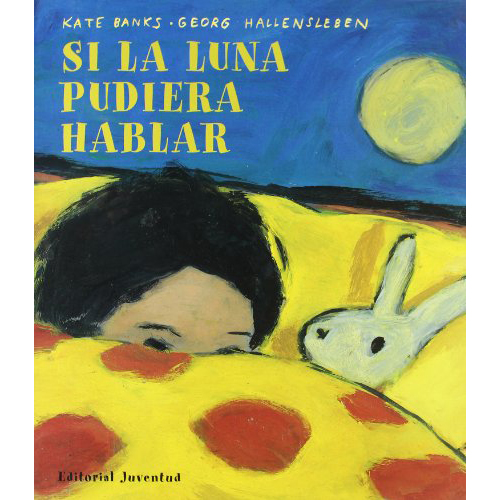 KATE BANKS · GEORG HALLENSLEBEN
SI LA LUNA
PUDIERA
HABLAR
Editorial Juventud